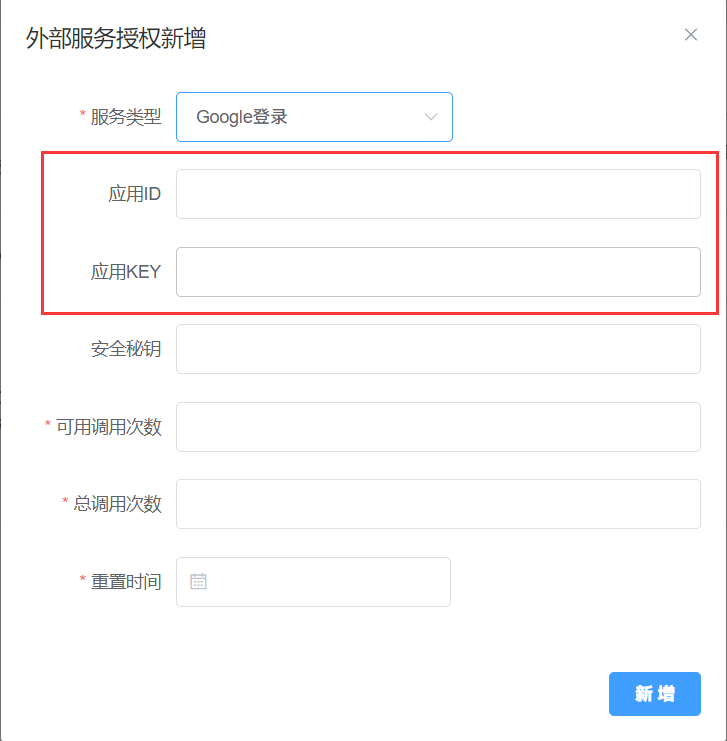 外部服务授权新增
* 服务类型 Google登录
应用ID
应用KEY
安全秘钥
* 可用调用次数
* 总调用次数
* 重置时间
新增